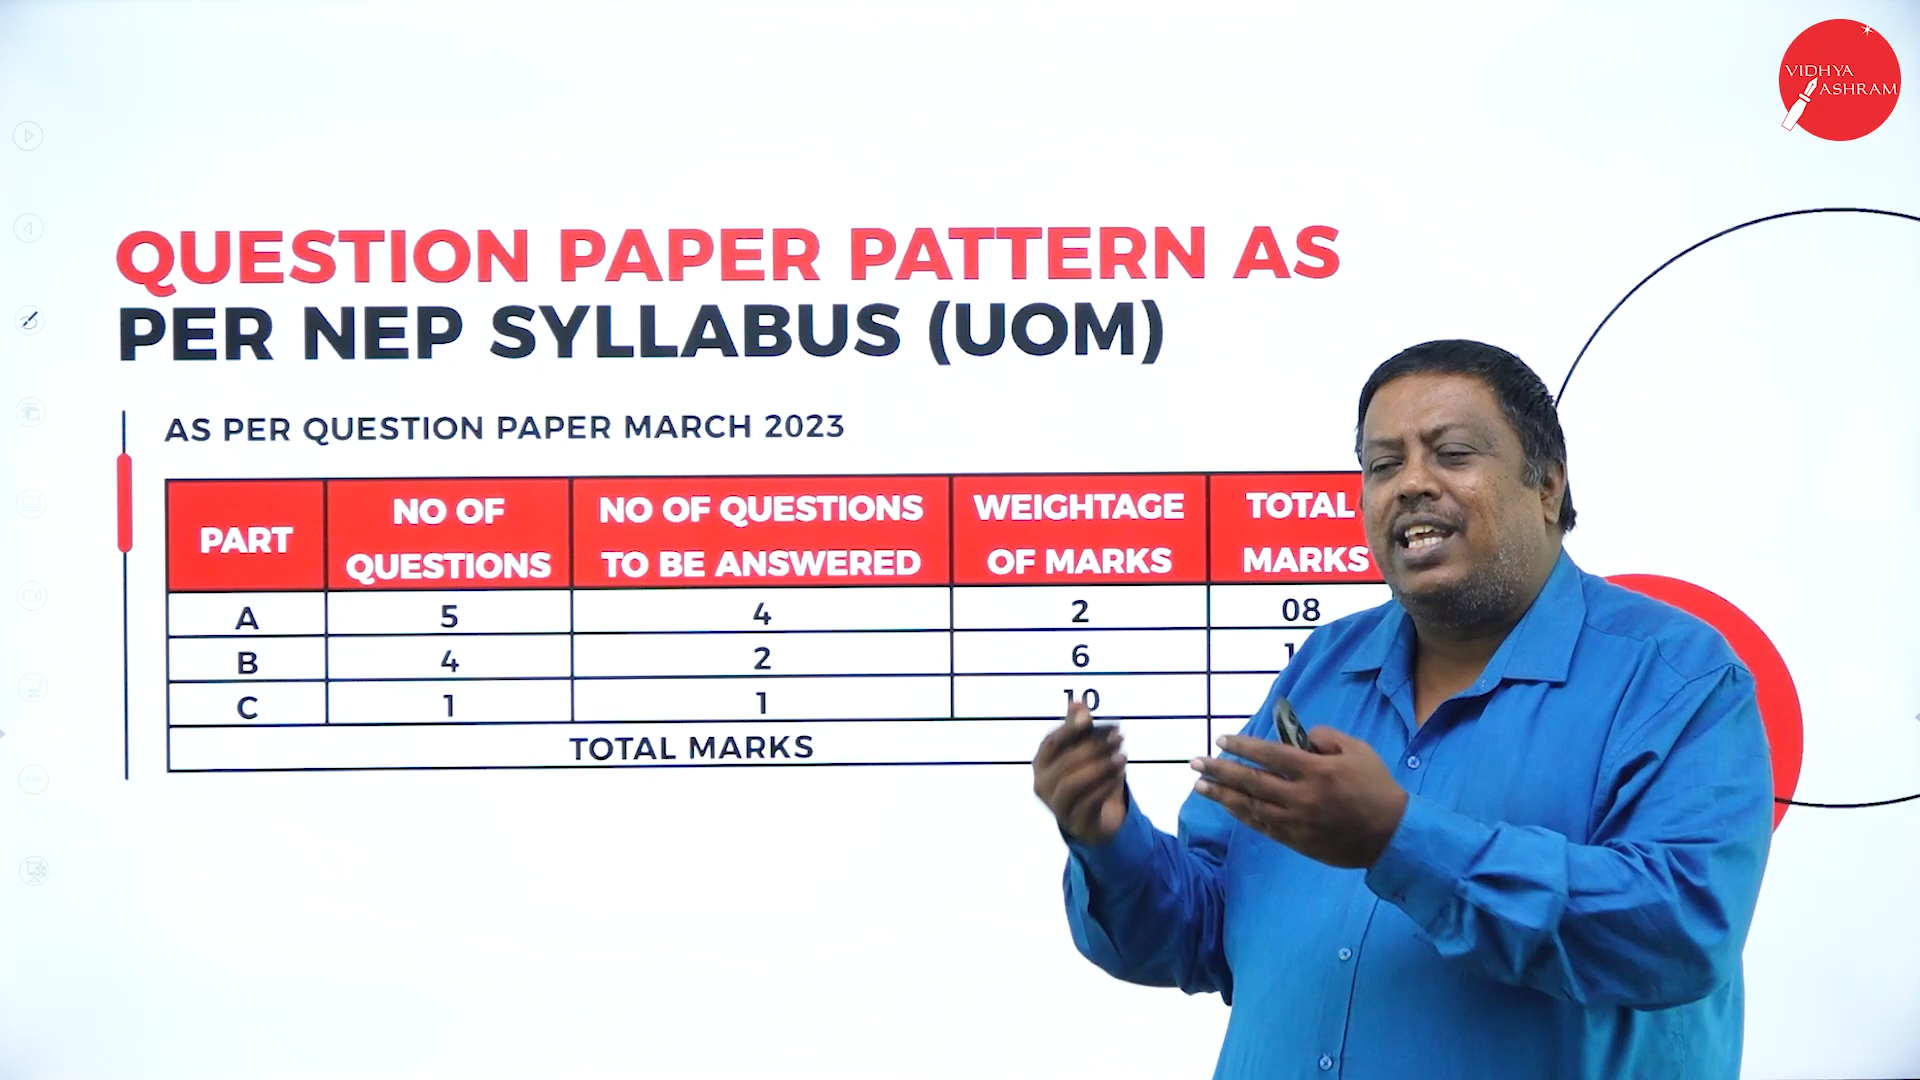 VIDHYA
ASHRAM
QUESTION PAPER PATTERN AS
PER NEP SYLLABUS (UOM)
AS PER QUESTION PAPER MARCH 2023
PART NO OF QUESTIONS NO OF QUESTIONS TO BE ANSWERED WEIGHTAGE OF MARKS TOTAL MARKS
A 5 4 2 08
B 4 2 6
C 1 1 10
TOTAL MARKS